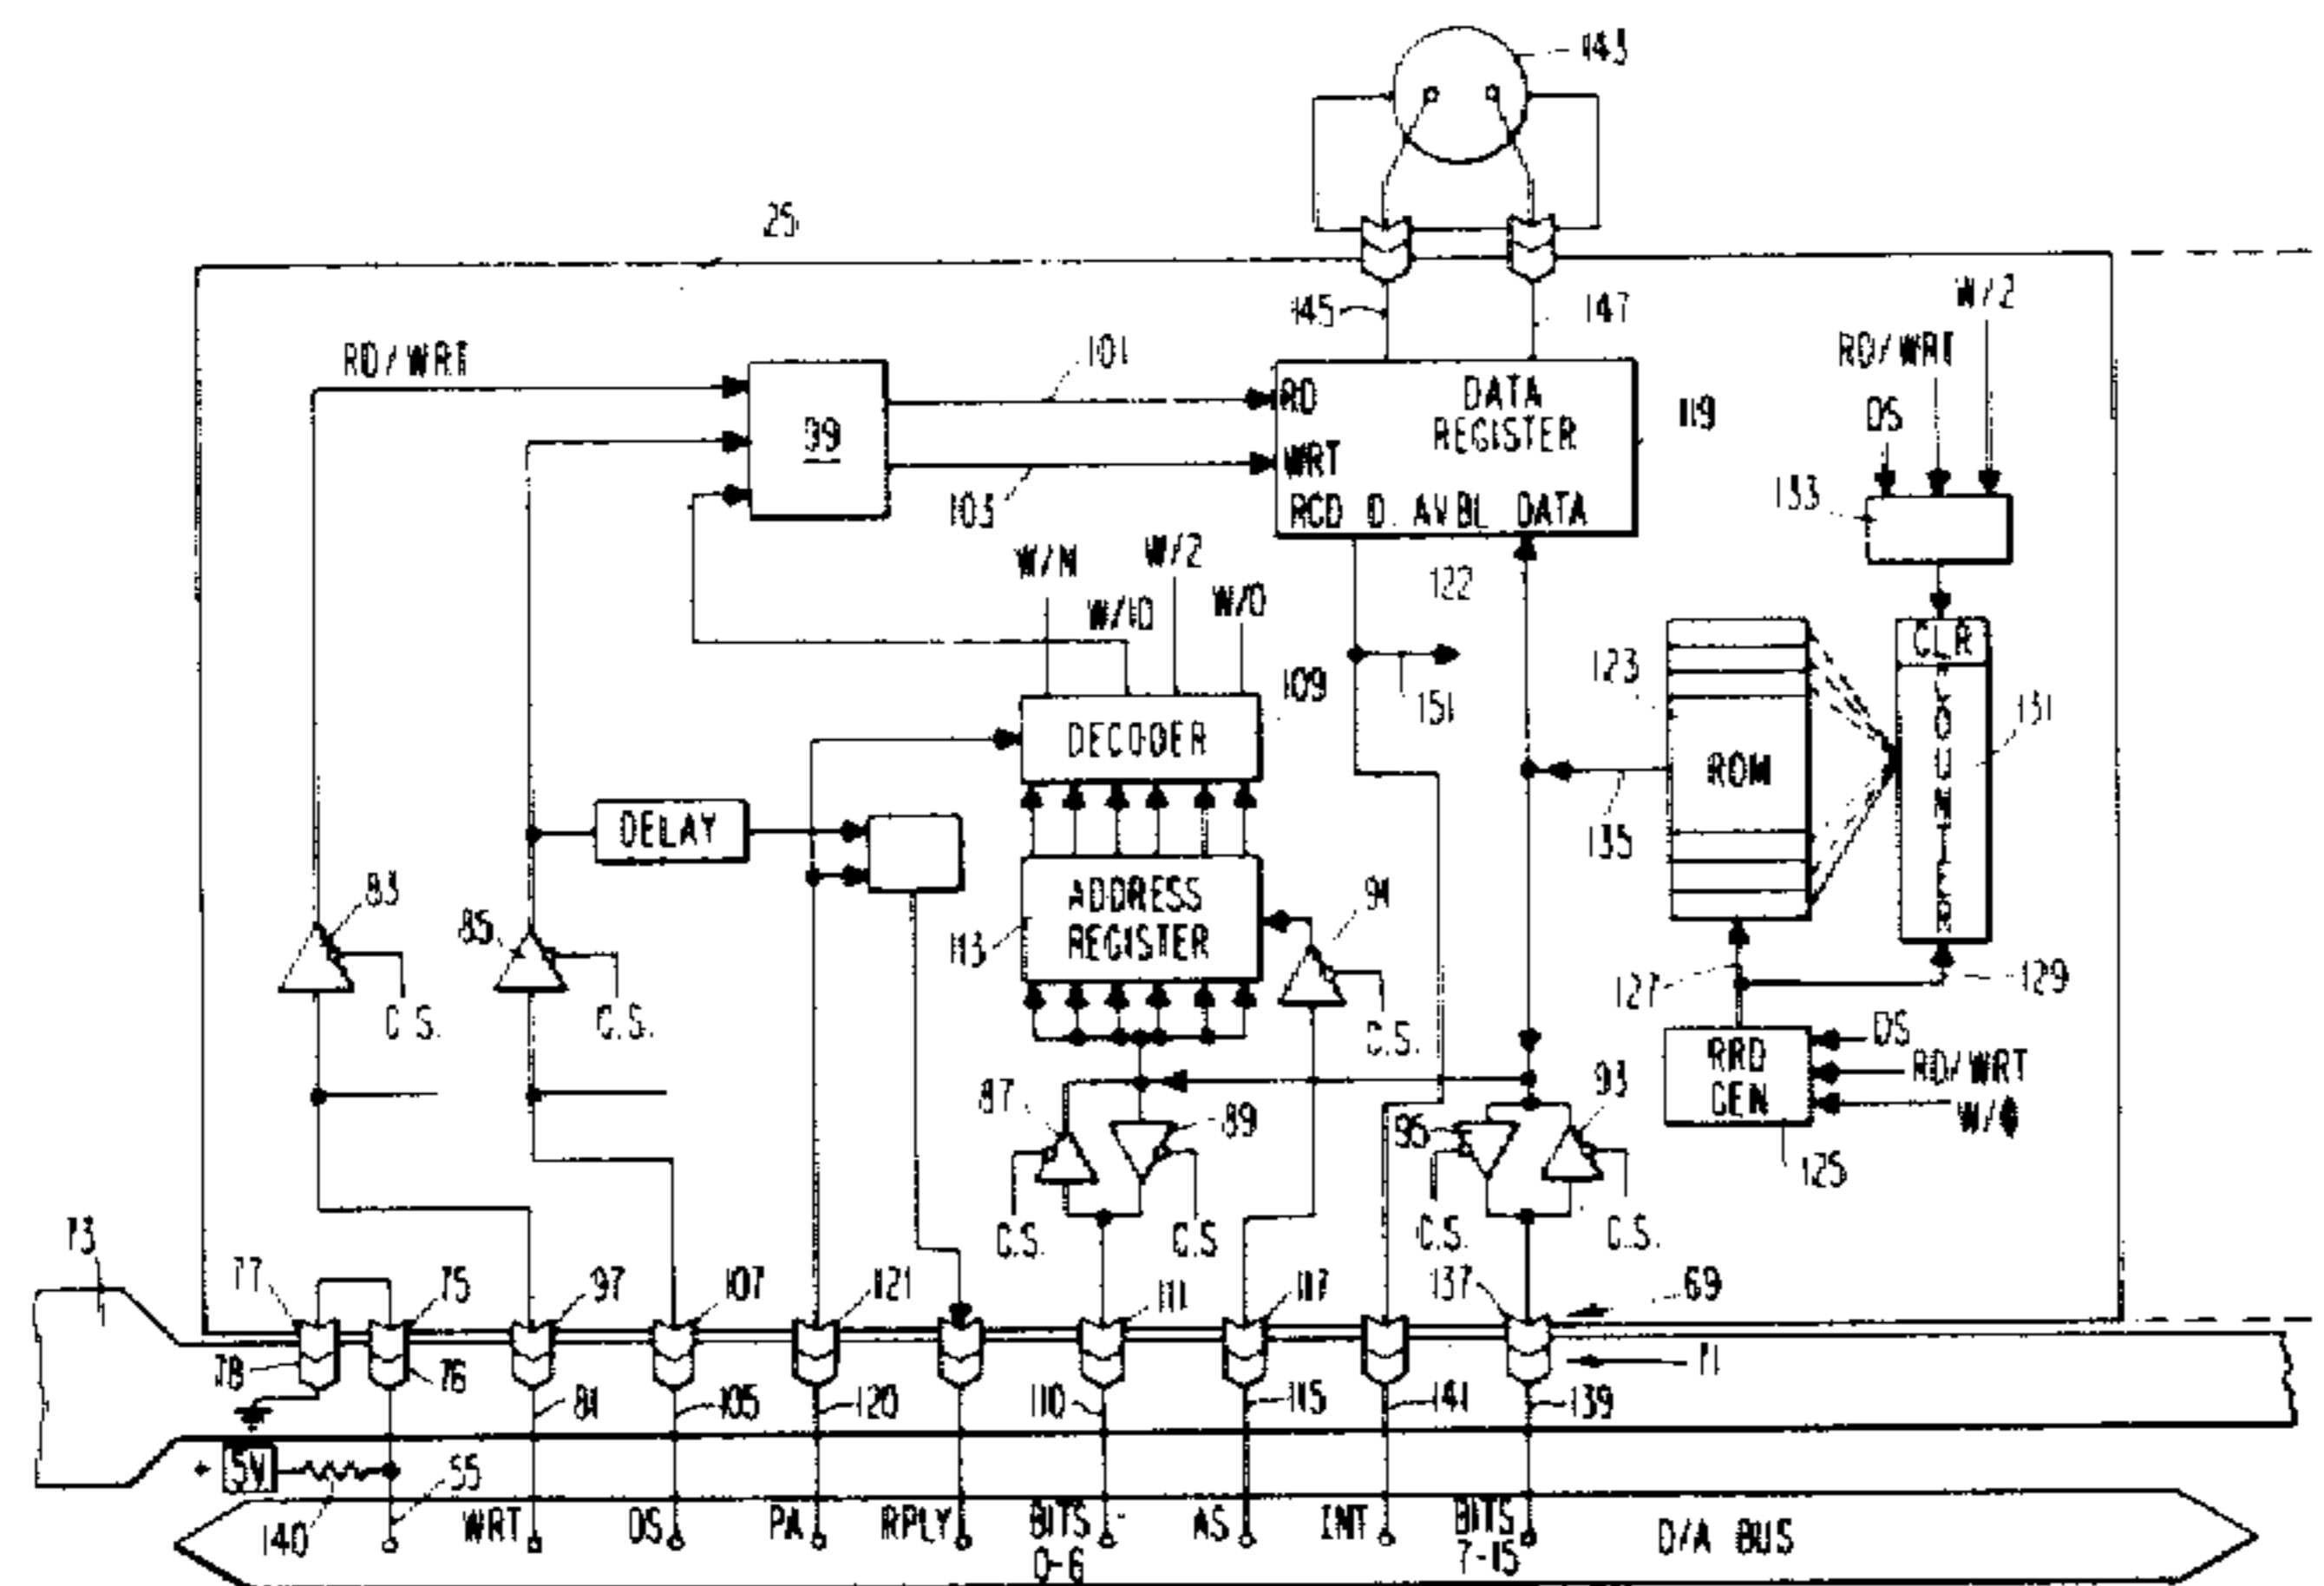 143
25
145
147
W/2
RD/WRT
DS
RD/WRT
101
99
RD
DATA
REGISTER
119
WRT
103
RCD D. AVBL DATA
133
W/N
W/10
W/2
W/0
122
CLR
COUNTER
123
109
151
131
DECODER
ROM
135
DELAY
83
85
ADDRESS
REGISTER
113
91
C.S.
C.S.
C.S.
127
129
RRD
GEN
DS
RD/WRT
W/ϕ
87
89
95
93
125
C.S.
C.S
C.S.
C.S.
73
77
75
97
107
121
111
117
137
69
78
76
71
81
105
120
110
115
141
139
+ 5V
55
140
WRT
DS
PA
RPLY
BITS
0-6
AS
INT
BITS
7-15
D/A BUS